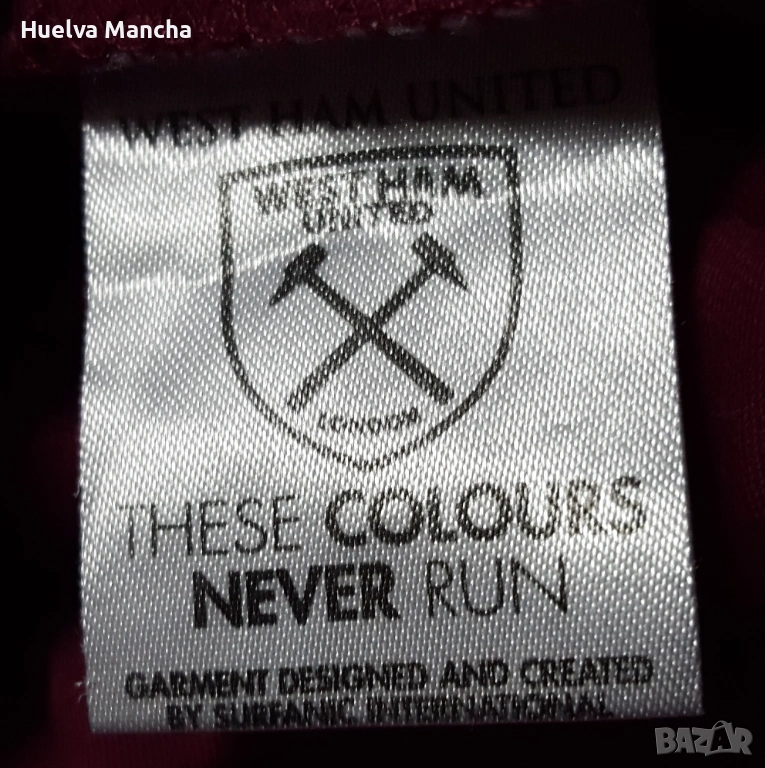 Huelva Mancha
WEST HAM UNITED
WEST HAM
UNITED
LONDON
THESE COLOURS
NEVER RUN
GARMENT DESIGNED AND CREATED
BY SURFANIC INTERNATIONAL
BAZAR